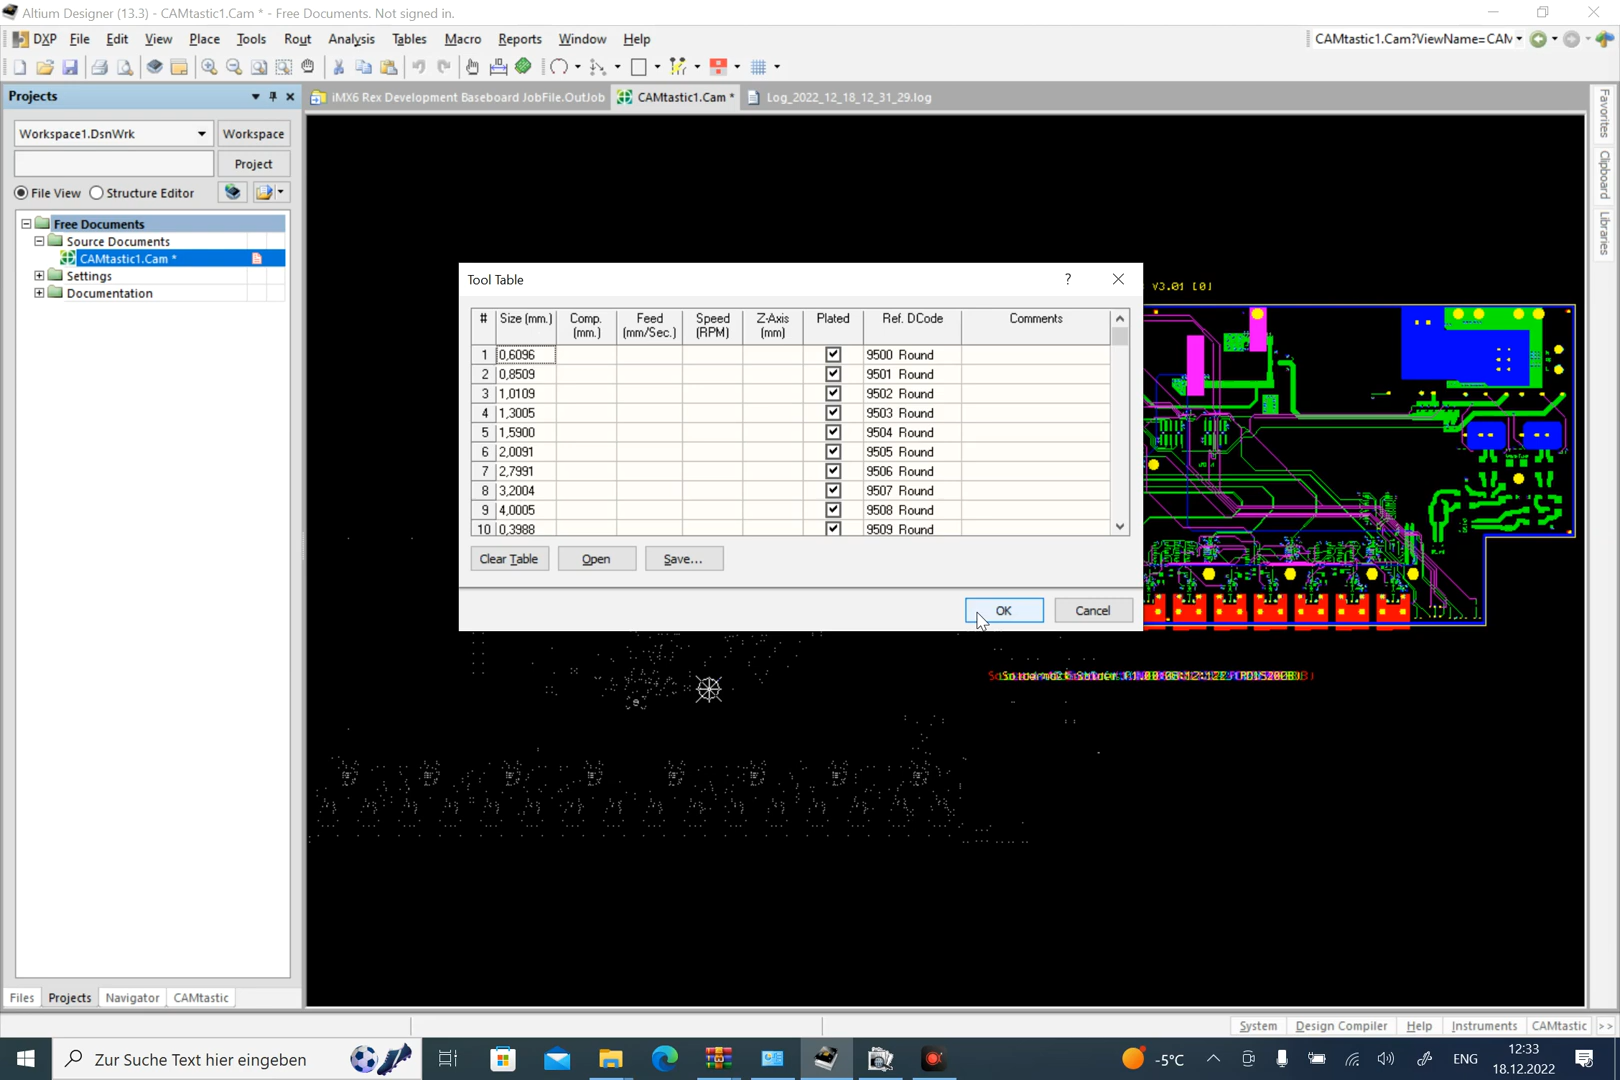 Altium Designer (13.3) - CAMtastic1.Cam * - Free Documents. Not signed in.
DXP File Edit View Place Tools Rout Analysis Tables Macro Reports Window Help
CAMtastic1.Cam?ViewName=CAM
Projects
iMX6 Rex Development Baseboard JobFile.OutJob CAMtastic1.Cam * Log_2022_12_18_12_31_29.log
Workspace1.DsnWrk Workspace
Project
File View Structure Editor
Free Documents
Source Documents
CAMtastic1.Cam *
Settings
Documentation
Favorites
Clipboard
Libraries
V3.01 [0]
Tool Table ?
# Size (mm.) Comp. (mm.) Feed (mm/Sec.) Speed (RPM) Z-Axis (mm) Plated Ref. DCode Comments
1 0,6096 9500 Round
2 0,8509 9501 Round
3 1,0109 9502 Round
4 1,3005 9503 Round
5 1,5900 9504 Round
6 2,0091 9505 Round
7 2,7991 9506 Round
8 3,2004 9507 Round
9 4,0005 9508 Round
10 0,3988 9509 Round
Clear Table Open Save...
OK Cancel
Files Projects Navigator CAMtastic
System Design Compiler Help Instruments CAMtastic >>
Zur Suche Text hier eingeben
-5°C
ENG
12:33
18.12.2022